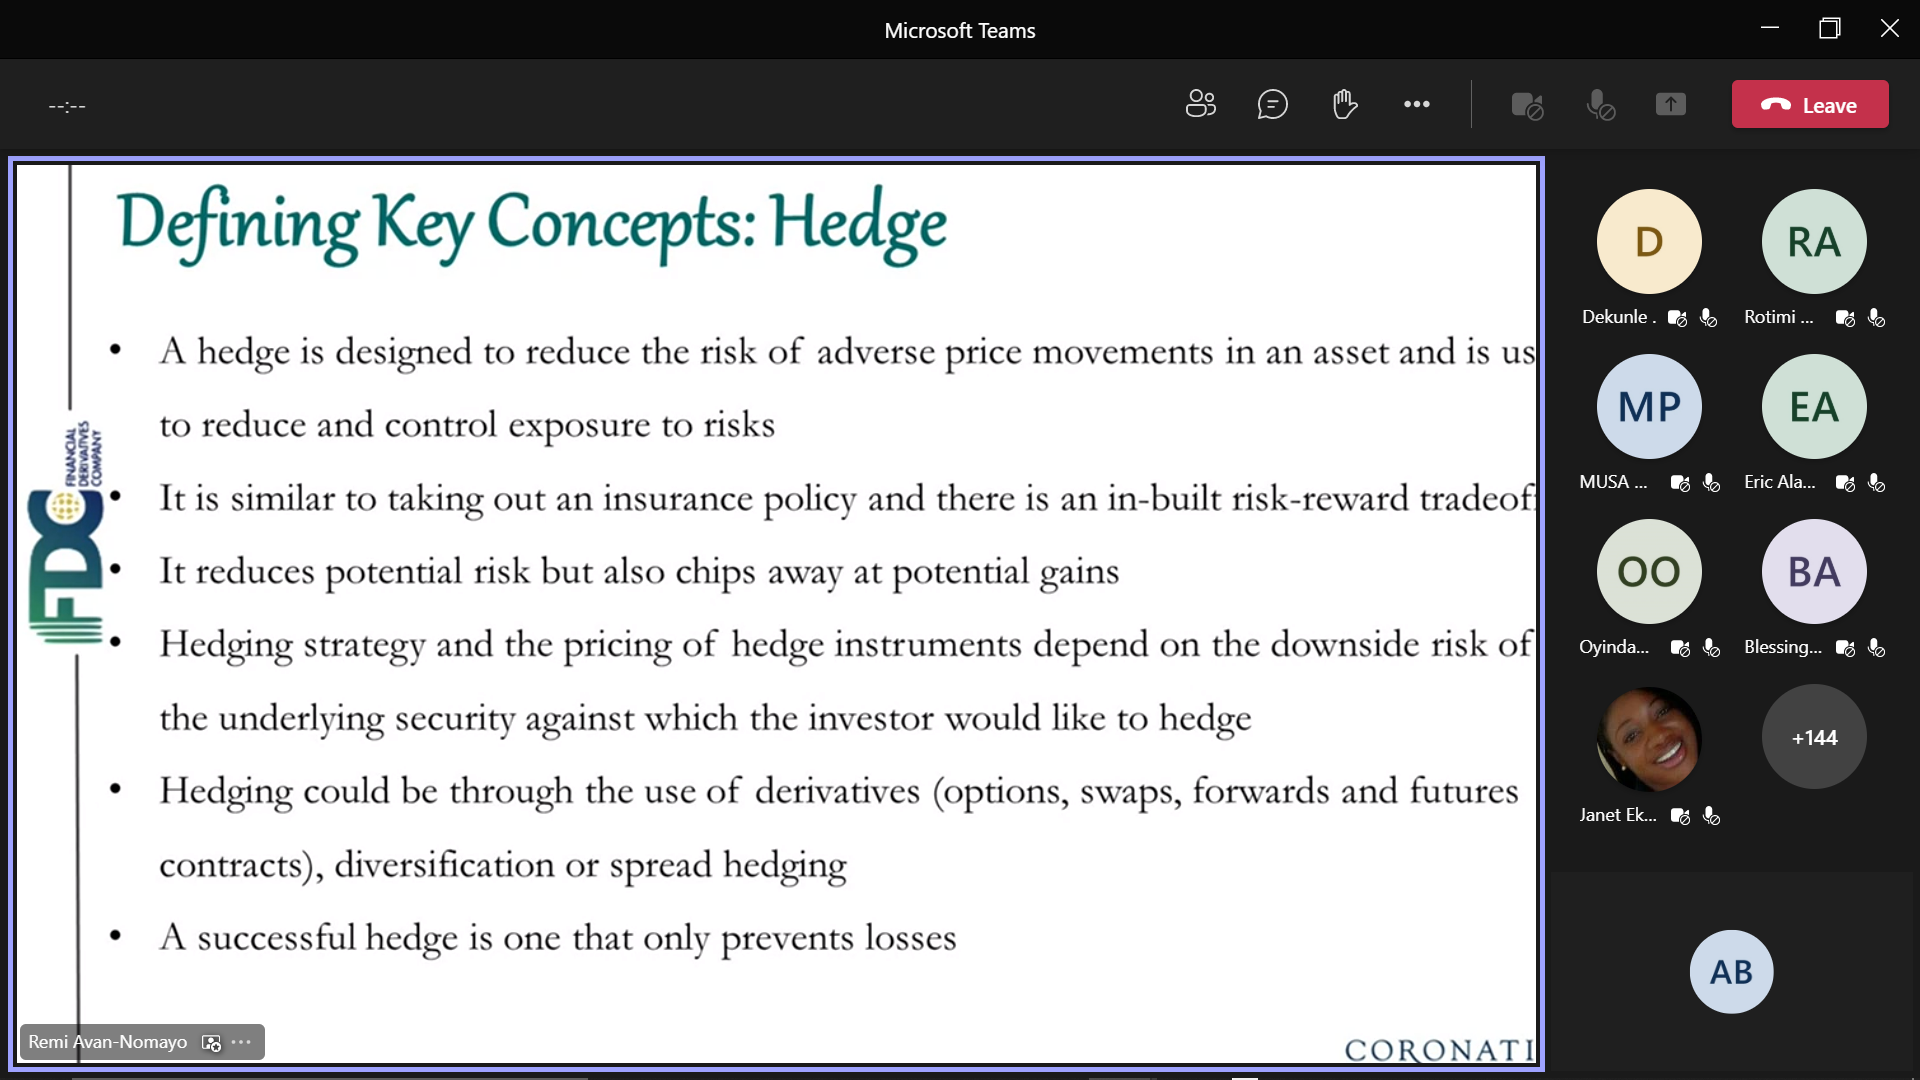 Microsoft Teams
--:--
Leave
Defining Key Concepts: Hedge
• A hedge is designed to reduce the risk of adverse price movements in an asset and is us
to reduce and control exposure to risks
• It is similar to taking out an insurance policy and there is an in-built risk-reward tradeof
• It reduces potential risk but also chips away at potential gains
• Hedging strategy and the pricing of hedge instruments depend on the downside risk of
the underlying security against which the investor would like to hedge
• Hedging could be through the use of derivatives (options, swaps, forwards and futures
contracts), diversification or spread hedging
• A successful hedge is one that only prevents losses
FDC
FINANCIAL
DERIVATIVES
COMPANY
Remi Avan-Nomayo
CORONATI
D
Dekunle .
RA
Rotimi ...
MP
MUSA ...
EA
Eric Ala...
OO
Oyinda...
BA
Blessing...
Janet Ek...
+144
AB